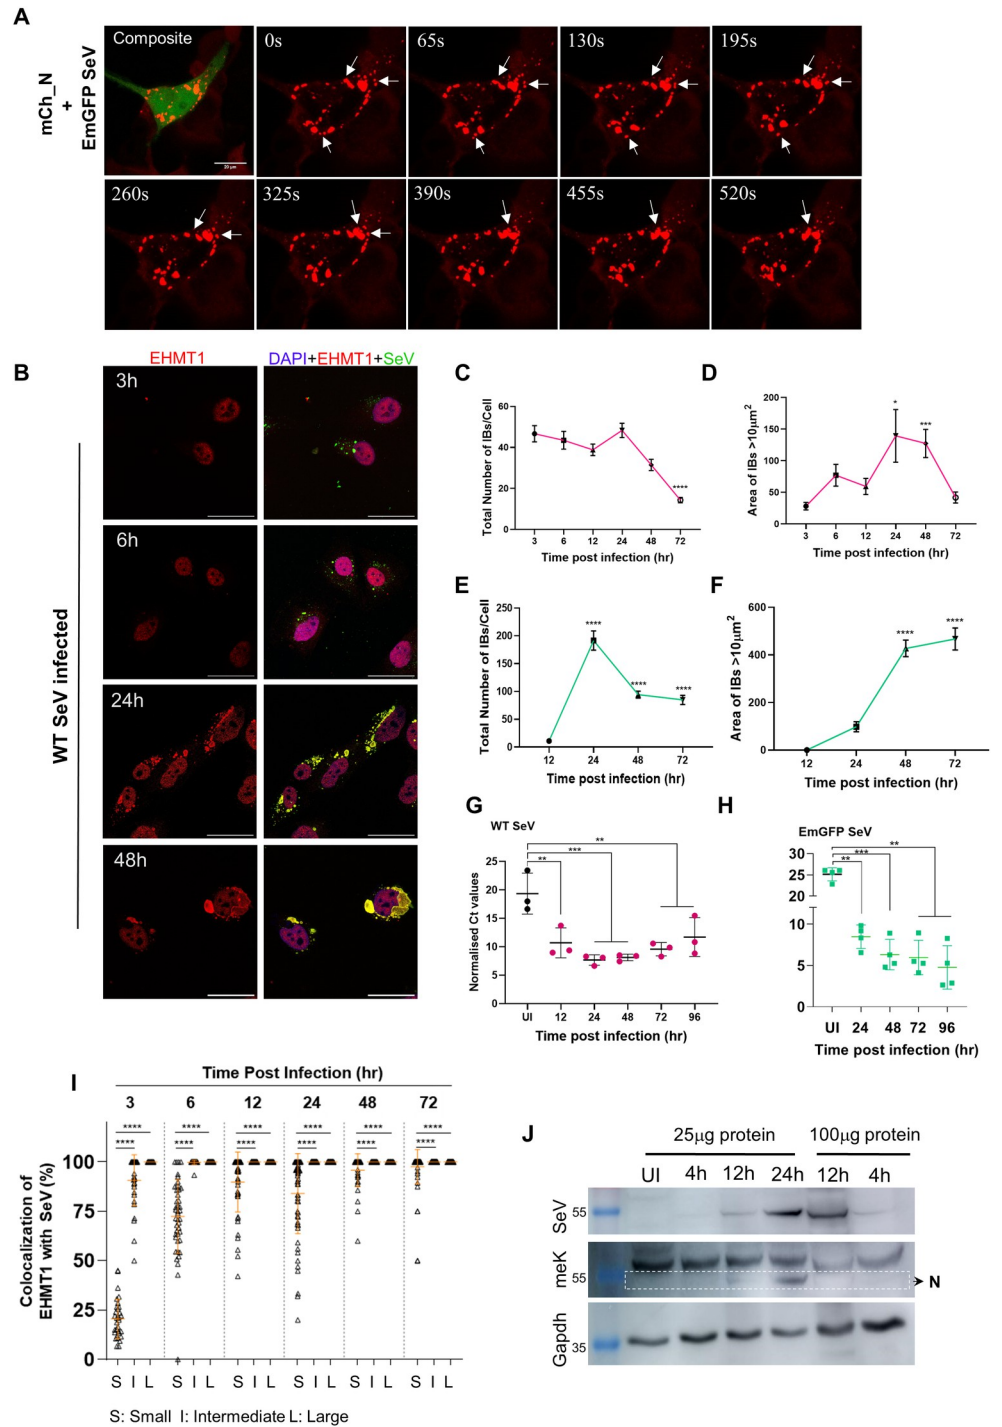 A
mCh_N
+
EmGFP SeV
Composite
20 µm
0s
65s
130s
195s
260s
325s
390s
455s
520s
B
WT SeV infected
EHMT1
DAPI+EHMT1+SeV
3h
6h
24h
48h
C
Total Number of IBs/Cell
60
40
20
0
****
3 6 12 24 48 72
Time post infection (hr)
D
Area of IBs >10µm2
200
150
100
50
0
*
***
3 6 12 24 48 72
Time post infection (hr)
E
Total Number of IBs/Cell
250
200
150
100
50
0
****
****
****
12 24 48 72
Time post infection (hr)
F
Area of IBs >10µm2
600
400
200
0
****
****
12 24 48 72
Time post infection (hr)
G
WT SeV
Normalised Ct values
25
20
15
10
5
0
**
***
**
UI 12 24 48 72 96
Time post infection (hr)
H
EmGFP SeV
30
25
20
10
5
0
**
***
**
UI 24 48 72 96
Time post infection (hr)
I
Time Post Infection (hr)
3 6 12 24 48 72
**** **** **** **** **** ****
**** **** **** **** **** ****
Colocalization of
EHMT1 with SeV (%)
100
75
50
25
0
S I L S I L S I L S I L S I L S I L
S: Small I: Intermediate L: Large
J
25µg protein 100µg protein
UI 4h 12h 24h 12h 4h
SeV
55
meK
55
N
Gapdh
35